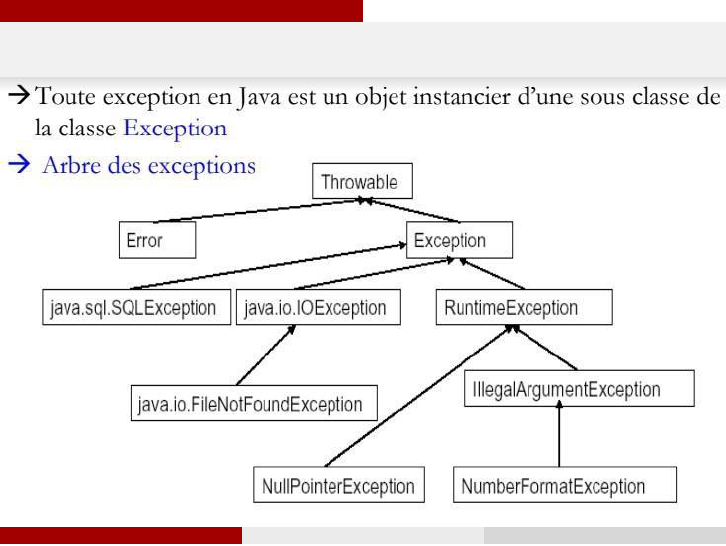 → Toute exception en Java est un objet instancier d'une sous classe de
la classe Exception
→ Arbre des exceptions
Throwable
Error
Exception
java.sql.SQLException
java.io.IOException
RuntimeException
java.io.FileNotFoundException
IllegalArgumentException
NullPointerException
NumberFormatException